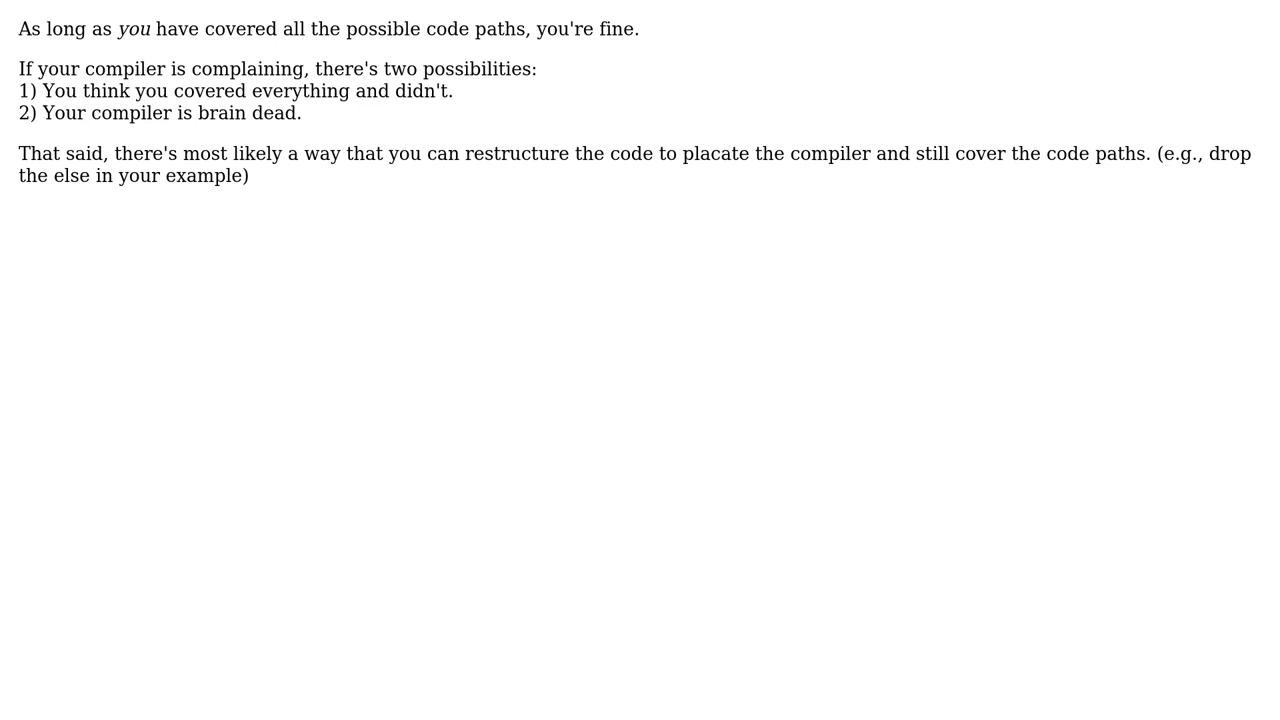 As long as you have covered all the possible code paths, you're fine.
If your compiler is complaining, there's two possibilities:
1) You think you covered everything and didn't.
2) Your compiler is brain dead.
That said, there's most likely a way that you can restructure the code to placate the compiler and still cover the code paths. (e.g., drop
the else in your example)